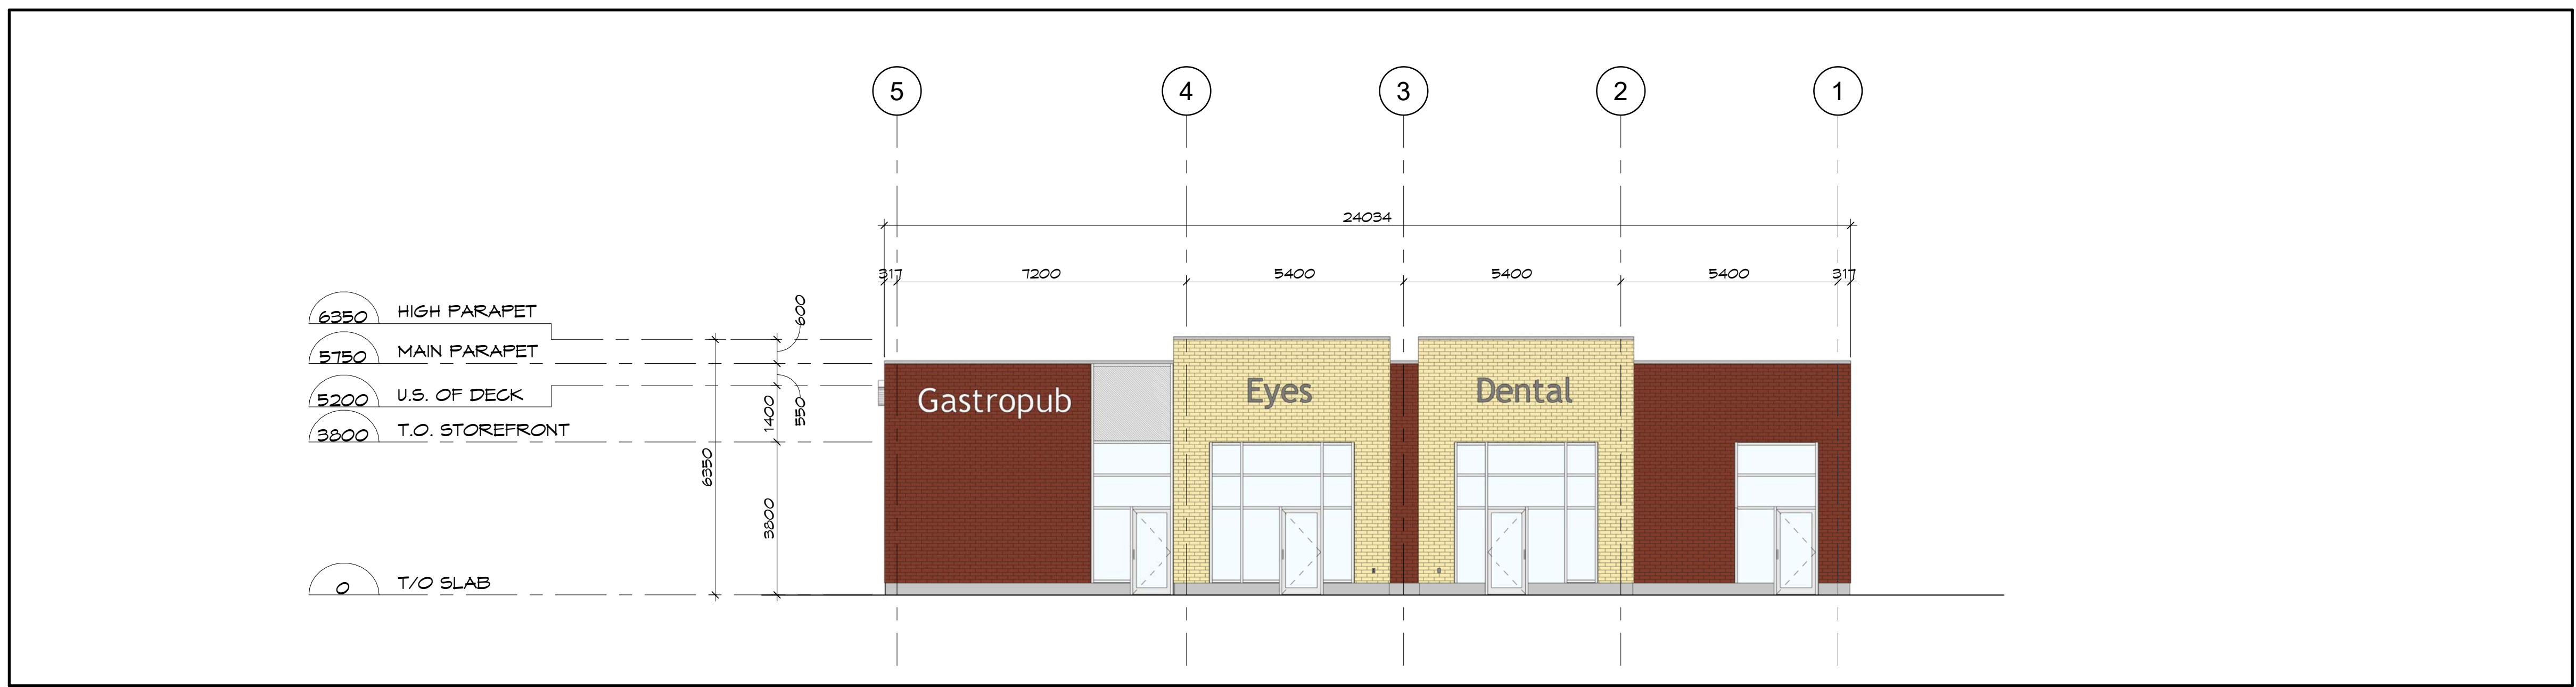 5 4 3 2 1
24034
317 7200 5400 5400 5400 317
6350 HIGH PARAPET
600
5750 MAIN PARAPET
5200 U.S. OF DECK
550
1400
3800 T.O. STOREFRONT
6350
3800
0 T/O SLAB
Gastropub
Eyes
Dental